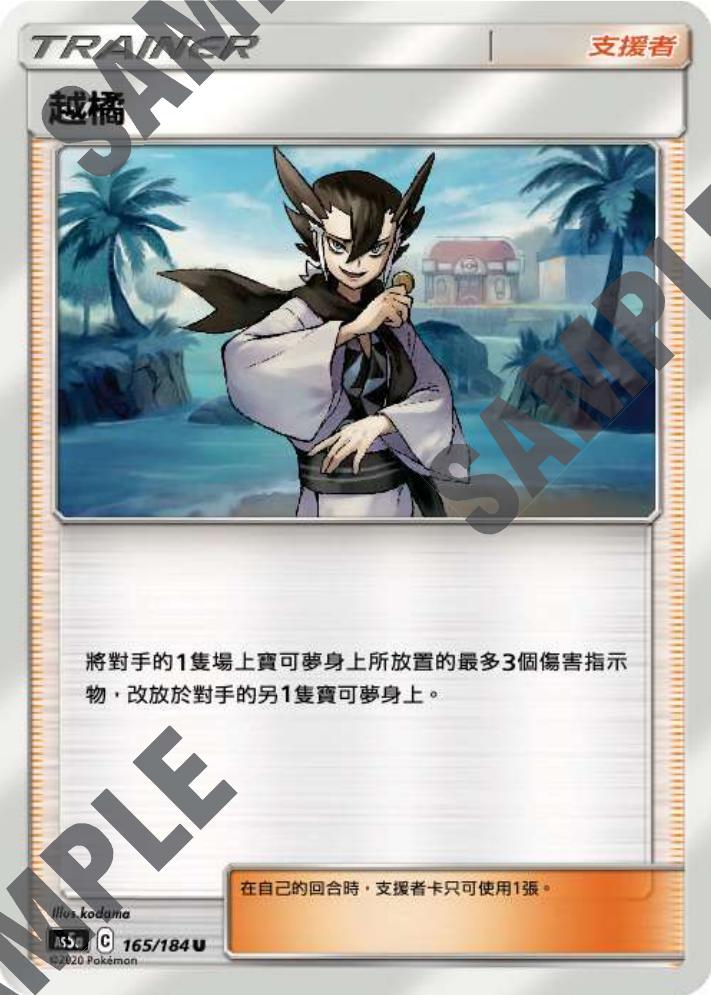 SAMPLE
TRAINER
支援者
越橘
SAMPLE
將對手的1隻場上寶可夢身上所放置的最多3個傷害指示
物，改放於對手的另1隻寶可夢身上。
SAMPLE
在自己的回合時，支援者卡只可使用1張。
Illus.kodama
C 165/184 U
©2020 Pokémon